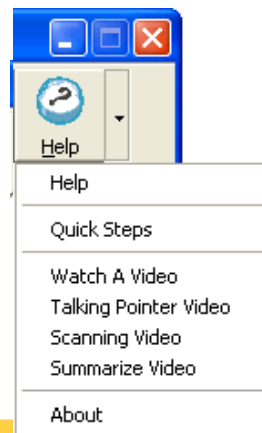 Help
Help
Quick Steps
Watch A Video
Talking Pointer Video
Scanning Video
Summarize Video
About